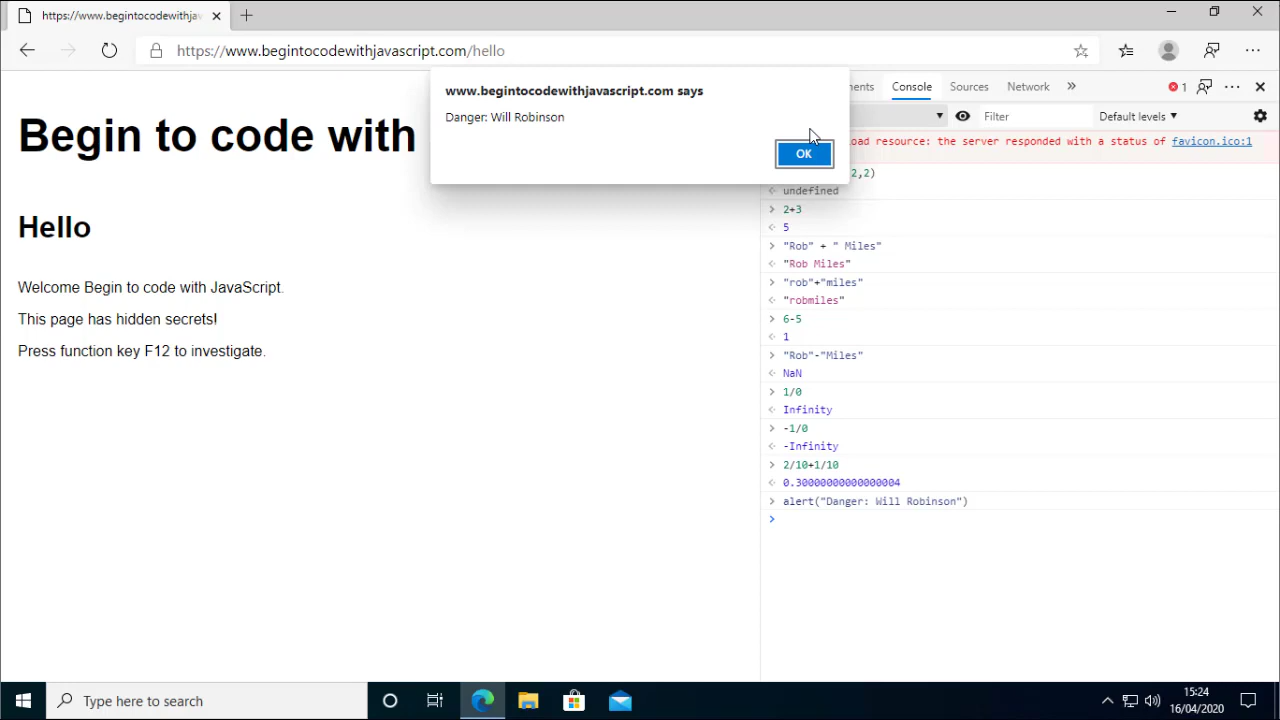 https://www.begintocodewithjava
https://www.begintocodewithjavascript.com/hello
www.begintocodewithjavascript.com says
Danger: Will Robinson
OK
Begin to code with
Hello
Welcome Begin to code with JavaScript.
This page has hidden secrets!
Press function key F12 to investigate.
ents Console Sources Network » 1
Filter Default levels ▼
oad resource: the server responded with a status of favicon.ico:1
2,2)
undefined
> 2+3
5
> "Rob" + " Miles"
"Rob Miles"
> "rob"+"miles"
"robmiles"
> 6-5
1
> "Rob"-"Miles"
NaN
> 1/0
Infinity
> -1/0
-Infinity
> 2/10+1/10
0.30000000000000004
> alert("Danger: Will Robinson")
>
Type here to search
15:24
16/04/2020